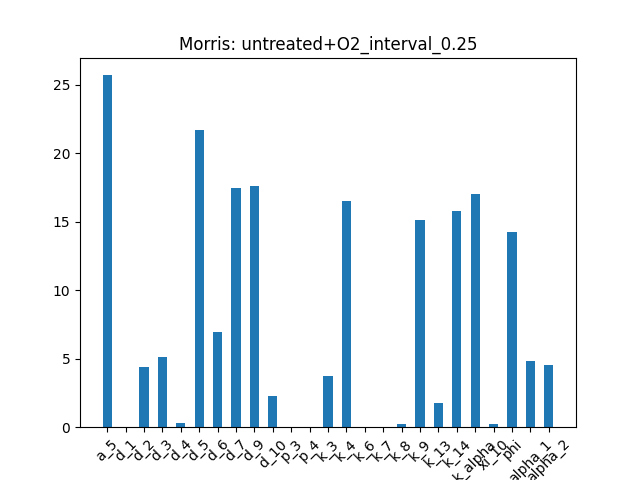 Morris: untreated+O2_interval_0.25
25
20
15
10
5
0
a_5
d_1
d_2
d_3
d_4
d_5
d_6
d_7
d_9
d_10
p_3
p_4
k_3
k_4
k_6
k_7
k_8
k_9
k_13
k_14
k_alpha
xi_10
phi
alpha_1
alpha_2